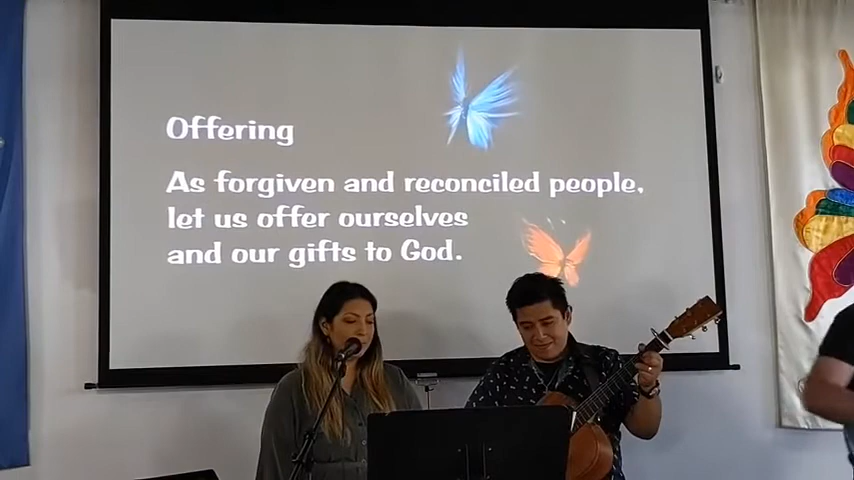 Offering
As forgiven and reconciled people,
let us offer ourselves
and our gifts to God.